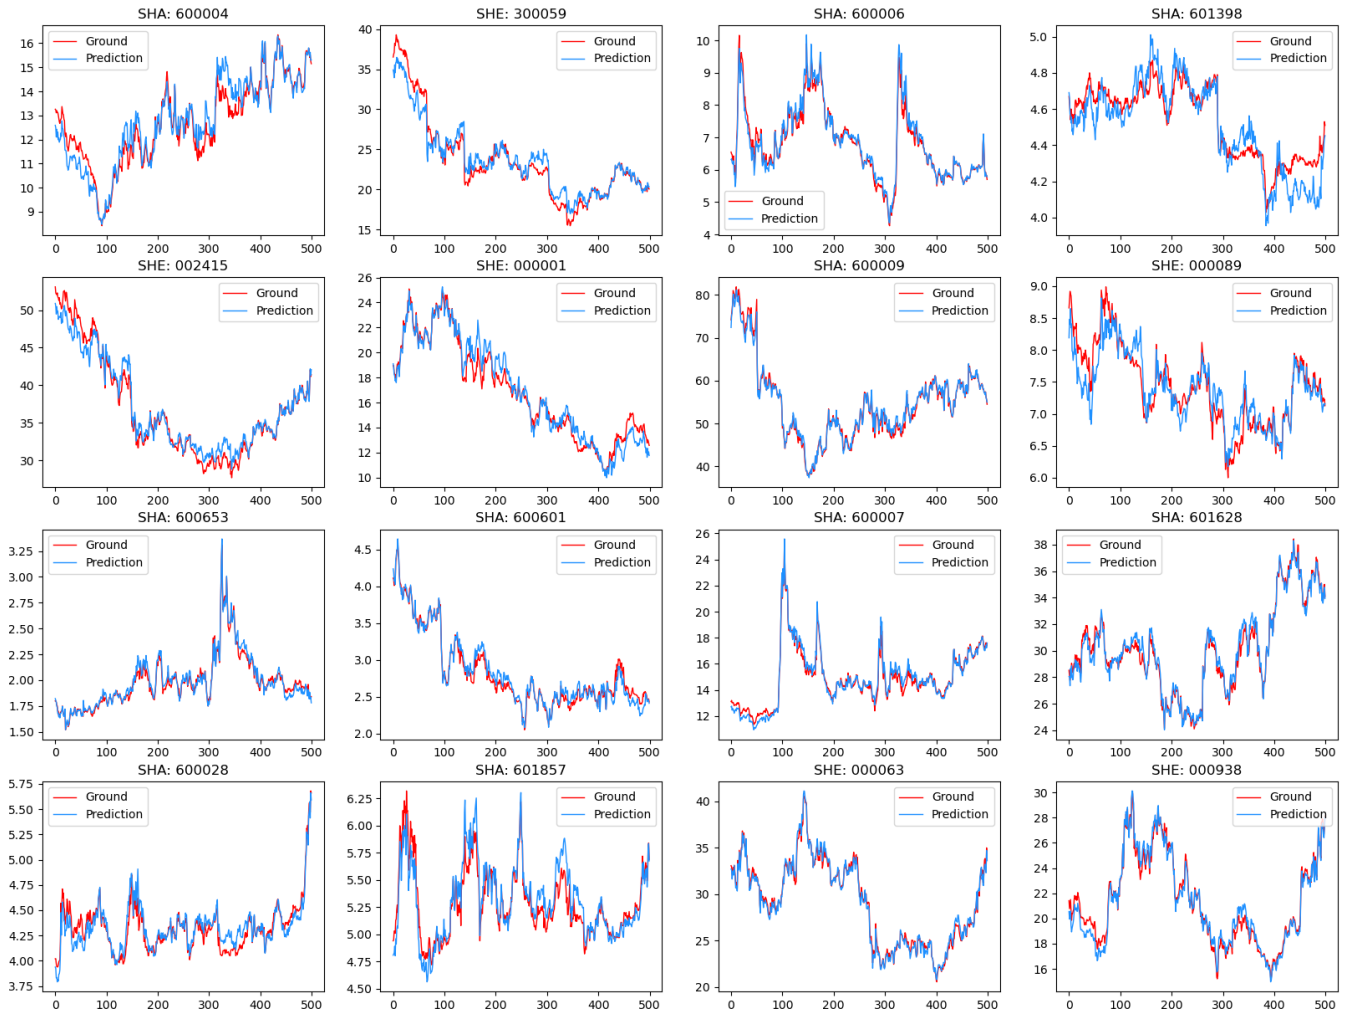 SHA: 600004
16
15
14
13
12
11
10
9
0 100 200 300 400 500
Ground
Prediction
SHE: 300059
40
35
30
25
20
15
0 100 200 300 400 500
Ground
Prediction
SHA: 600006
10
9
8
7
6
5
4
0 100 200 300 400 500
Ground
Prediction
SHA: 601398
5.0
4.8
4.6
4.4
4.2
4.0
0 100 200 300 400 500
Ground
Prediction
SHE: 002415
50
45
40
35
30
0 100 200 300 400 500
Ground
Prediction
SHE: 000001
26
24
22
20
18
16
14
12
10
0 100 200 300 400 500
Ground
Prediction
SHA: 600009
80
70
60
50
40
0 100 200 300 400 500
Ground
Prediction
SHE: 000089
9.0
8.5
8.0
7.5
7.0
6.5
6.0
0 100 200 300 400 500
Ground
Prediction
SHA: 600653
3.25
3.00
2.75
2.50
2.25
2.00
1.75
1.50
0 100 200 300 400 500
Ground
Prediction
SHA: 600601
4.5
4.0
3.5
3.0
2.5
2.0
0 100 200 300 400 500
Ground
Prediction
SHA: 600007
26
24
22
20
18
16
14
12
0 100 200 300 400 500
Ground
Prediction
SHA: 601628
38
36
34
32
30
28
26
24
0 100 200 300 400 500
Ground
Prediction
SHA: 600028
5.75
5.50
5.25
5.00
4.75
4.50
4.25
4.00
3.75
0 100 200 300 400 500
Ground
Prediction
SHA: 601857
6.25
6.00
5.75
5.50
5.25
5.00
4.75
4.50
0 100 200 300 400 500
Ground
Prediction
SHE: 000063
40
35
30
25
20
0 100 200 300 400 500
Ground
Prediction
SHE: 000938
30
28
26
24
22
20
18
16
0 100 200 300 400 500
Ground
Prediction